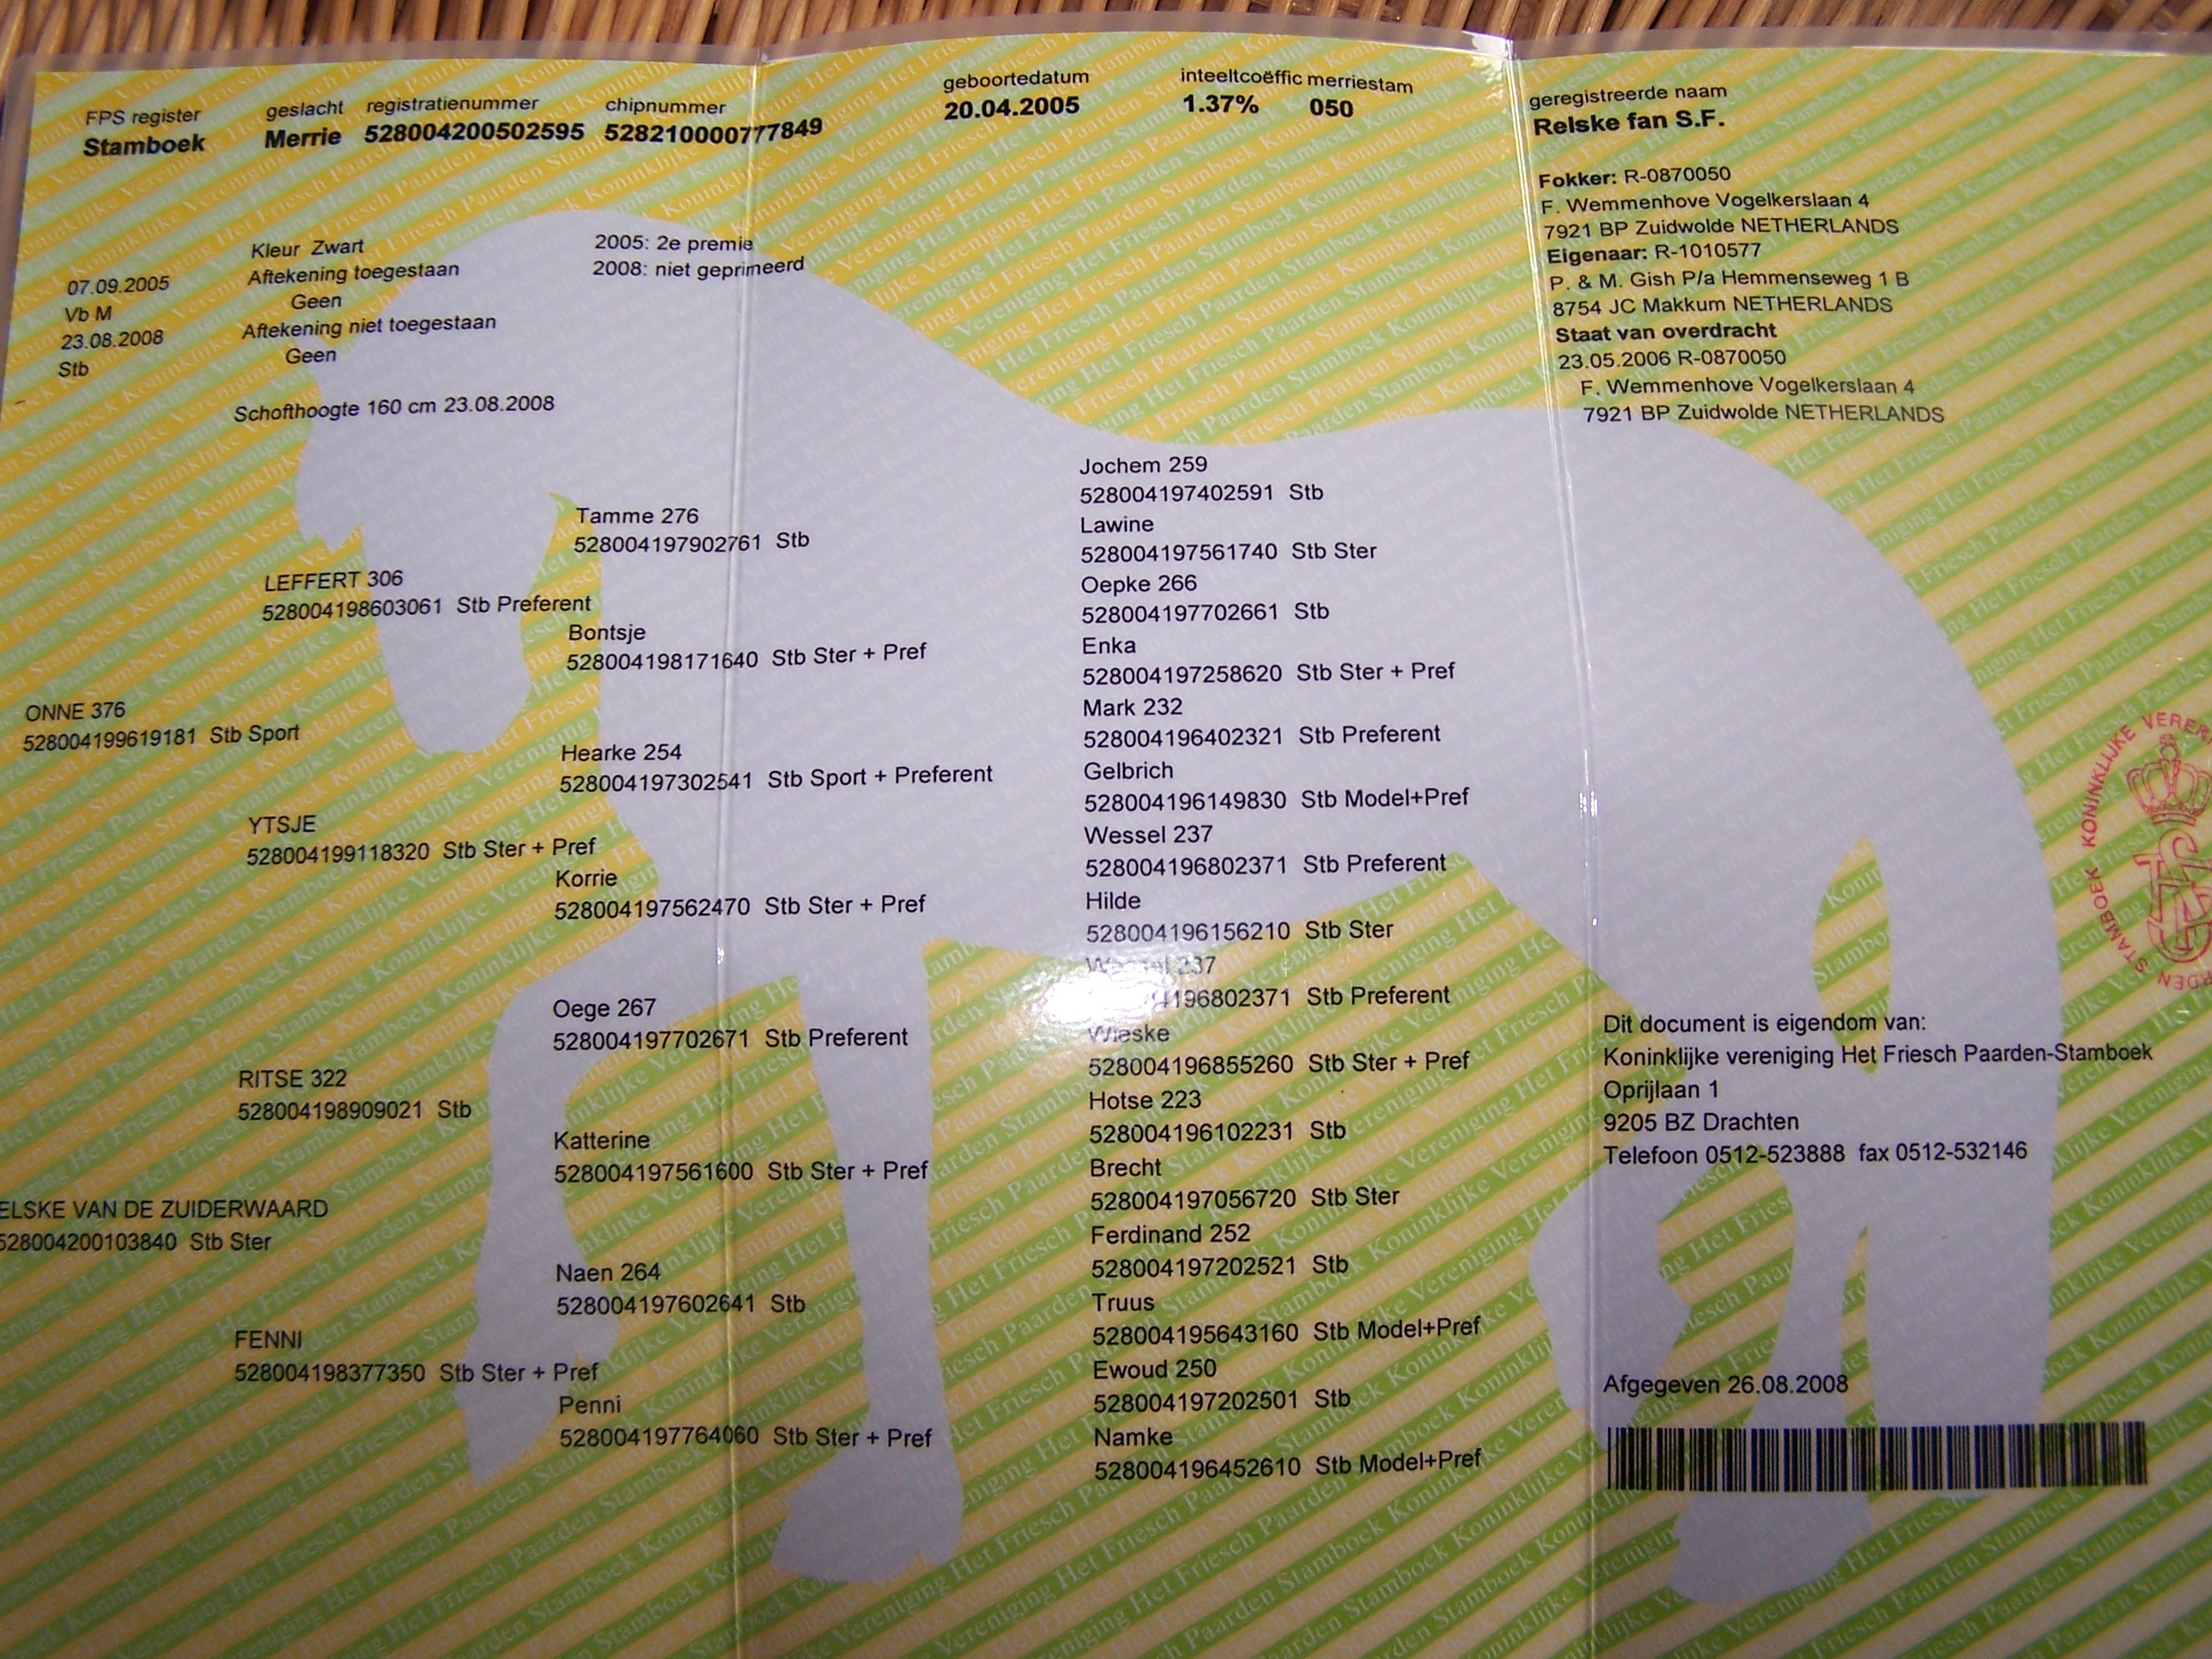 FPS register geslacht registratienummer chipnummer geboortedatum inteeltcoëffic merriestam
Stamboek Merrie 528004200502595 528210000777849 20.04.2005 1.37% 050
geregistreerde naam
Relske fan S.F.
Fokker: R-0870050
F. Wemmenhove Vogelkerslaan 4
7921 BP Zuidwolde NETHERLANDS
Eigenaar: R-1010577
P. & M. Gish P/a Hemmenseweg 1 B
8754 JC Makkum NETHERLANDS
Staat van overdracht
23.05.2006 R-0870050
F. Wemmenhove Vogelkerslaan 4
7921 BP Zuidwolde NETHERLANDS
07.09.2005
Vb M
23.08.2008
Stb
Kleur Zwart
Aftekening toegestaan
Geen
Aftekening niet toegestaan
Geen
Schofthoogte 160 cm 23.08.2008
2005: 2e premie
2008: niet geprimeerd
ONNE 376
528004199619181 Stb Sport
ELSKE VAN DE ZUIDERWAARD
528004200103840 Stb Ster
LEFFERT 306
528004198603061 Stb Preferent
YTSJE
528004199118320 Stb Ster + Pref
RITSE 322
528004198909021 Stb
FENNI
528004198377350 Stb Ster + Pref
Tamme 276
528004197902761 Stb
Bontsje
528004198171640 Stb Ster + Pref
Hearke 254
528004197302541 Stb Sport + Preferent
Korrie
528004197562470 Stb Ster + Pref
Oege 267
528004197702671 Stb Preferent
Katterine
528004197561600 Stb Ster + Pref
Naen 264
528004197602641 Stb
Penni
528004197764060 Stb Ster + Pref
Jochem 259
528004197402591 Stb
Lawine
528004197561740 Stb Ster
Oepke 266
528004197702661 Stb
Enka
528004197258620 Stb Ster + Pref
Mark 232
528004196402321 Stb Preferent
Gelbrich
528004196149830 Stb Model+Pref
Wessel 237
528004196802371 Stb Preferent
Hilde
528004196156210 Stb Ster
Wessel 237
4196802371 Stb Preferent
Wieske
528004196855260 Stb Ster + Pref
Hotse 223
528004196102231 Stb
Brecht
528004197056720 Stb Ster
Ferdinand 252
528004197202521 Stb
Truus
528004195643160 Stb Model+Pref
Ewoud 250
528004197202501 Stb
Namke
528004196452610 Stb Model+Pref
Dit document is eigendom van:
Koninklijke vereniging Het Friesch Paarden-Stamboek
Oprijlaan 1
9205 BZ Drachten
Telefoon 0512-523888 fax 0512-532146
Afgegeven 26.08.2008
STAMBOEK KONINKLIJKE